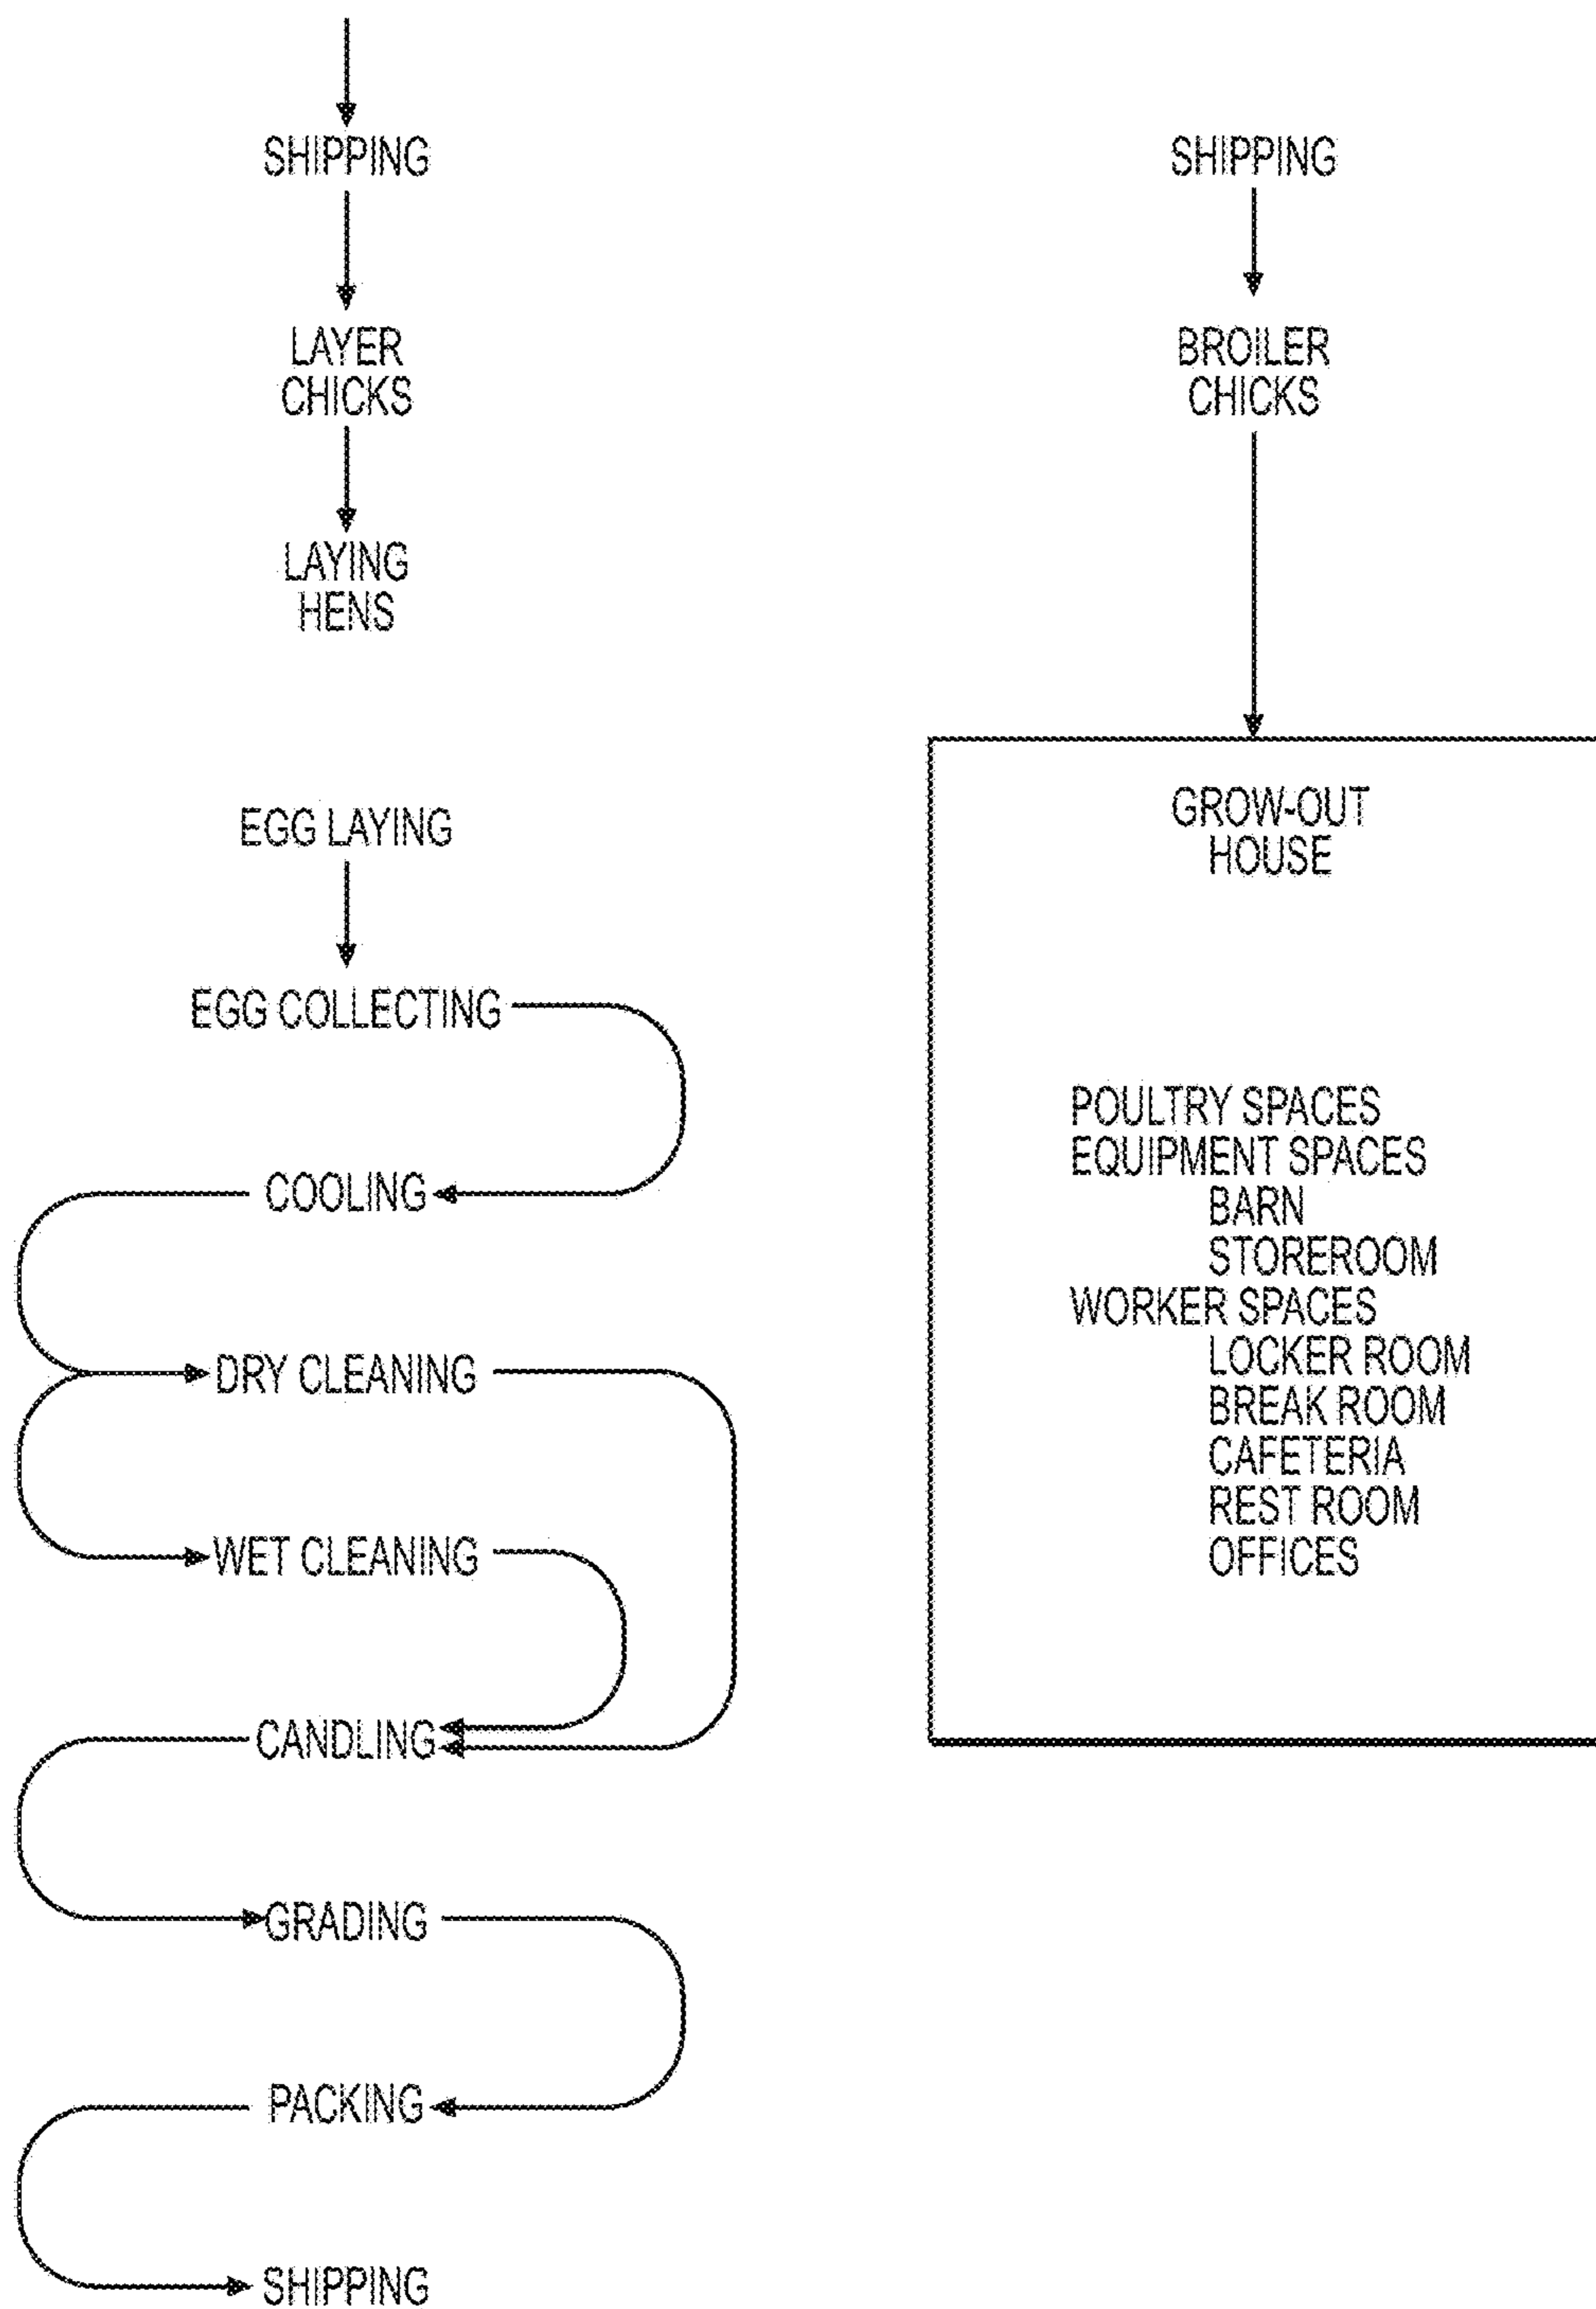 SHIPPING
LAYER
CHICKS
LAYING
HENS
EGG LAYING
EGG COLLECTING
COOLING
DRY CLEANING
WET CLEANING
CANDLING
GRADING
PACKING
SHIPPING
SHIPPING
BROILER
CHICKS
GROW-OUT
HOUSE
POULTRY SPACES
EQUIPMENT SPACES
BARN
STOREROOM
WORKER SPACES
LOCKER ROOM
BREAK ROOM
CAFETERIA
REST ROOM
OFFICES